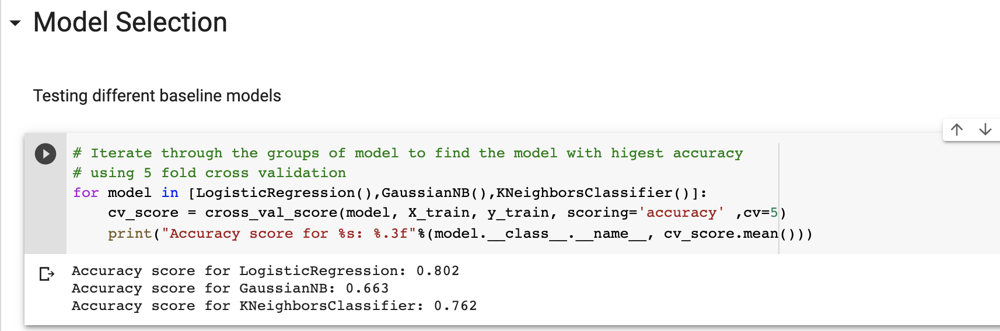 Model Selection
Testing different baseline models
# Iterate through the groups of model to find the model with higest accuracy
# using 5 fold cross validation
for model in [LogisticRegression(),GaussianNB(),KNeighborsClassifier()]:
    cv_score = cross_val_score(model, X_train, y_train, scoring='accuracy' ,cv=5)
    print("Accuracy score for %s: %.3f"%(model.__class__.__name__, cv_score.mean()))
Accuracy score for LogisticRegression: 0.802
Accuracy score for GaussianNB: 0.663
Accuracy score for KNeighborsClassifier: 0.762